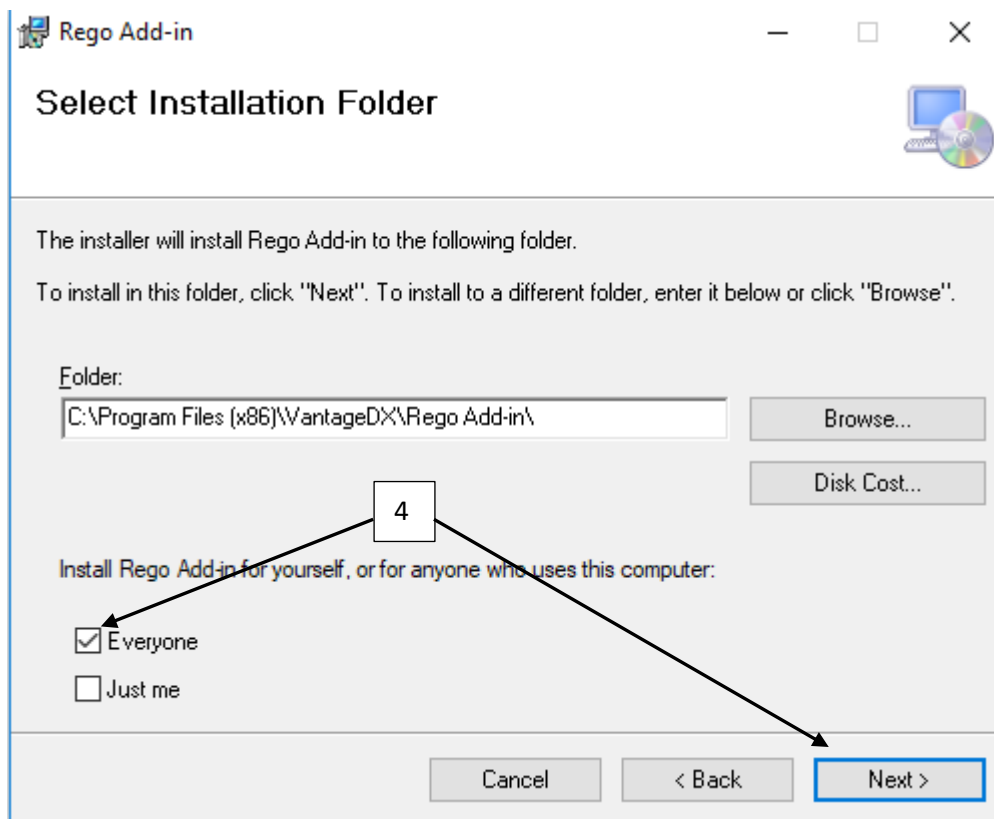 Rego Add-in
Select Installation Folder
The installer will install Rego Add-in to the following folder.
To install in this folder, click "Next". To install to a different folder, enter it below or click "Browse".
Folder:
C:\Program Files (x86)\VantageDX\Rego Add-in\
Browse...
Disk Cost...
4
Install Rego Add-in for yourself, or for anyone who uses this computer:
Everyone
Just me
Cancel
< Back
Next >